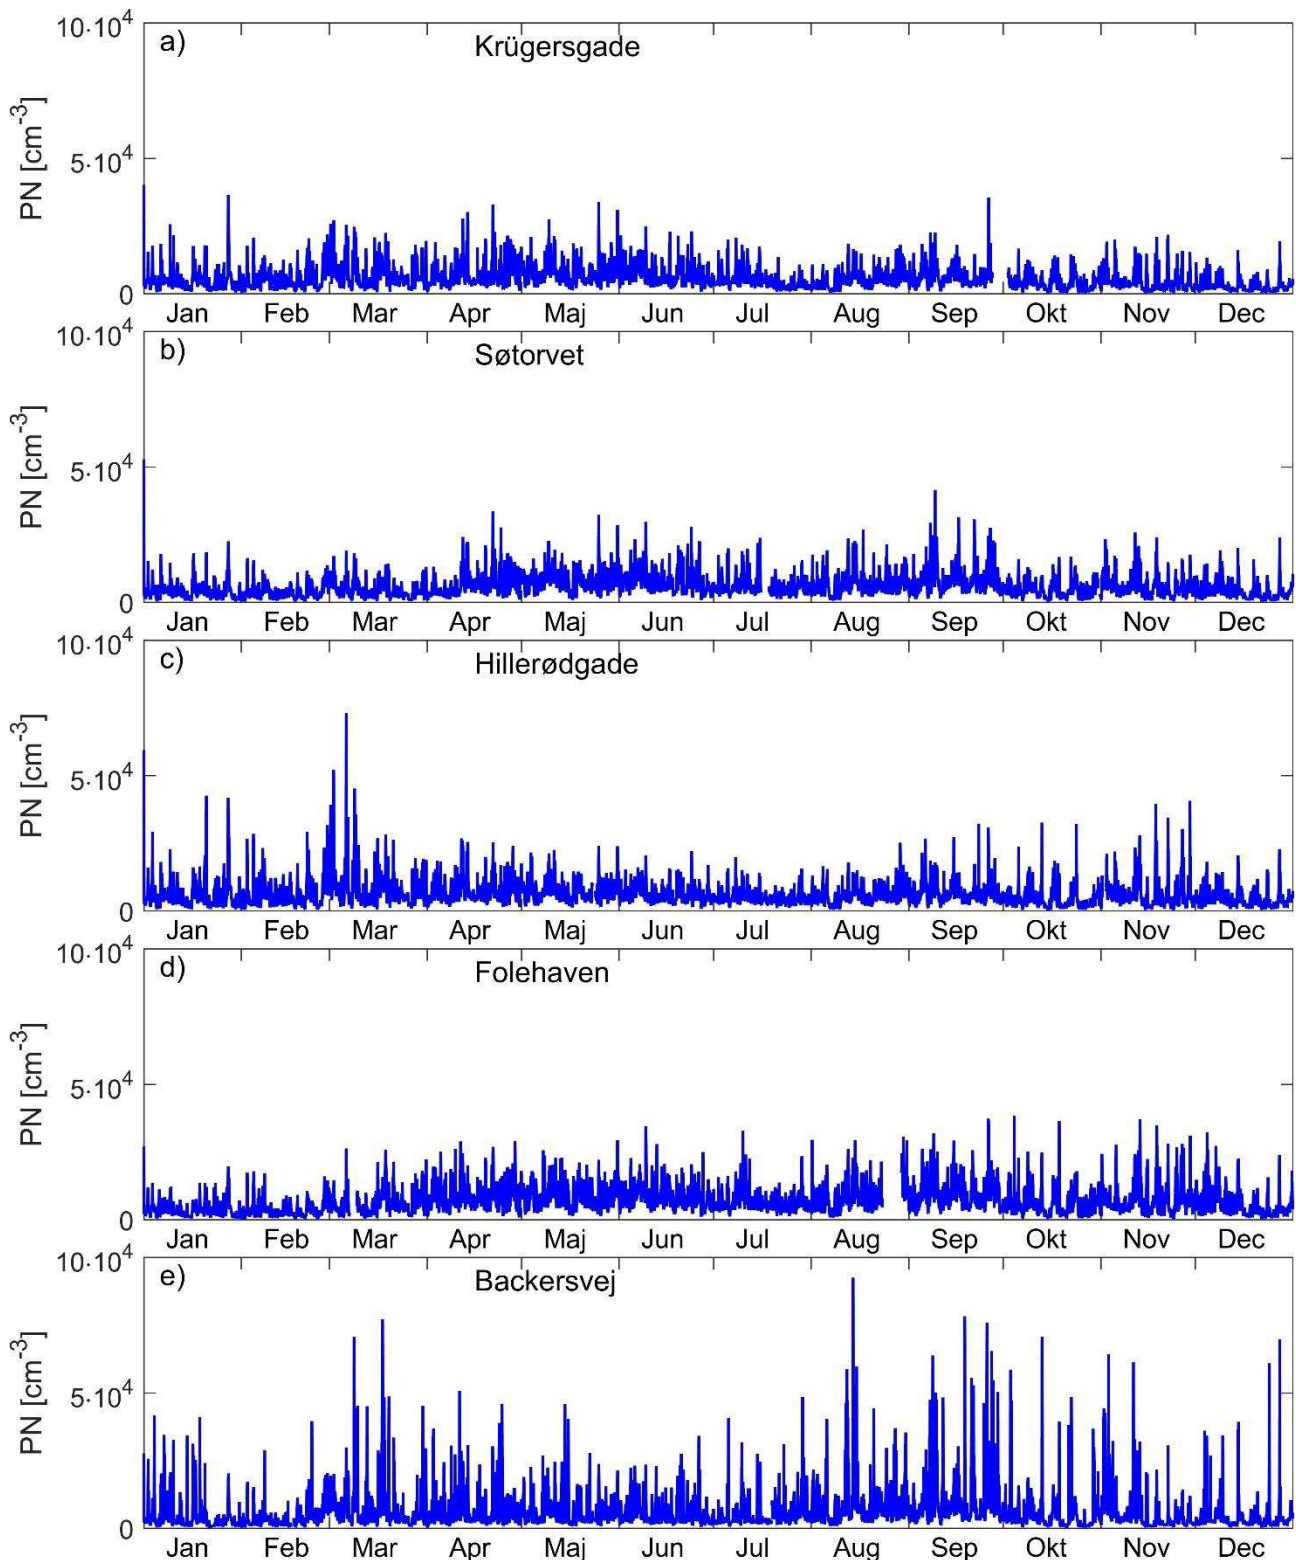 a) Krügersgade
10·10⁴
5·10⁴
0
PN [cm⁻³]
Jan Feb Mar Apr Maj Jun Jul Aug Sep Okt Nov Dec
b) Søtorvet
10·10⁴
5·10⁴
0
PN [cm⁻³]
Jan Feb Mar Apr Maj Jun Jul Aug Sep Okt Nov Dec
c) Hillerødgade
10·10⁴
5·10⁴
0
PN [cm⁻³]
Jan Feb Mar Apr Maj Jun Jul Aug Sep Okt Nov Dec
d) Folehaven
10·10⁴
5·10⁴
0
PN [cm⁻³]
Jan Feb Mar Apr Maj Jun Jul Aug Sep Okt Nov Dec
e) Backersvej
10·10⁴
5·10⁴
0
PN [cm⁻³]
Jan Feb Mar Apr Maj Jun Jul Aug Sep Okt Nov Dec